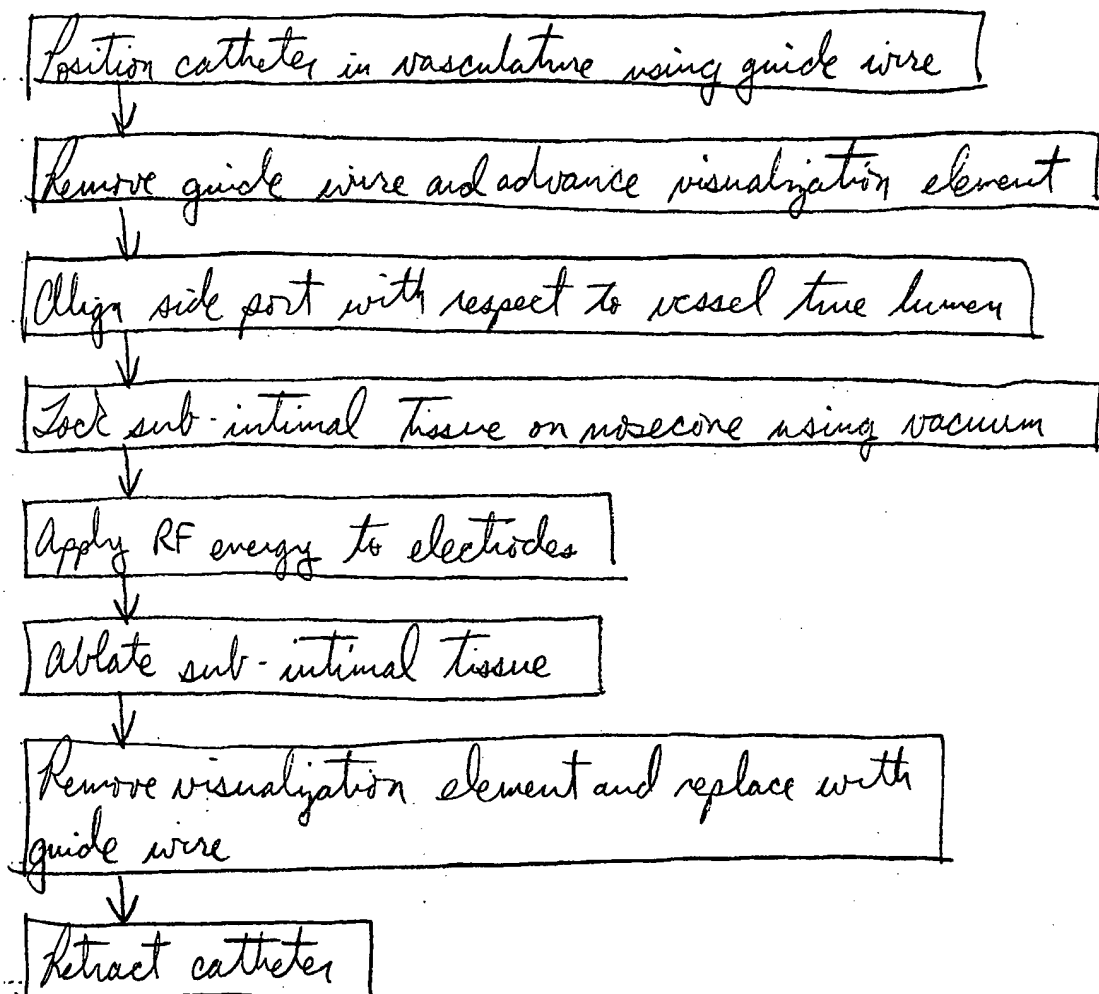 Position catheter in vasculature using guide wire
Remove guide wire and advance visualization element
Align side port with respect to vessel true lumen
Lock sub-intimal tissue on nosecone using vacuum
Apply RF energy to electrodes
Ablate sub-intimal tissue
Remove visualization element and replace with
guide wire
Retract catheter